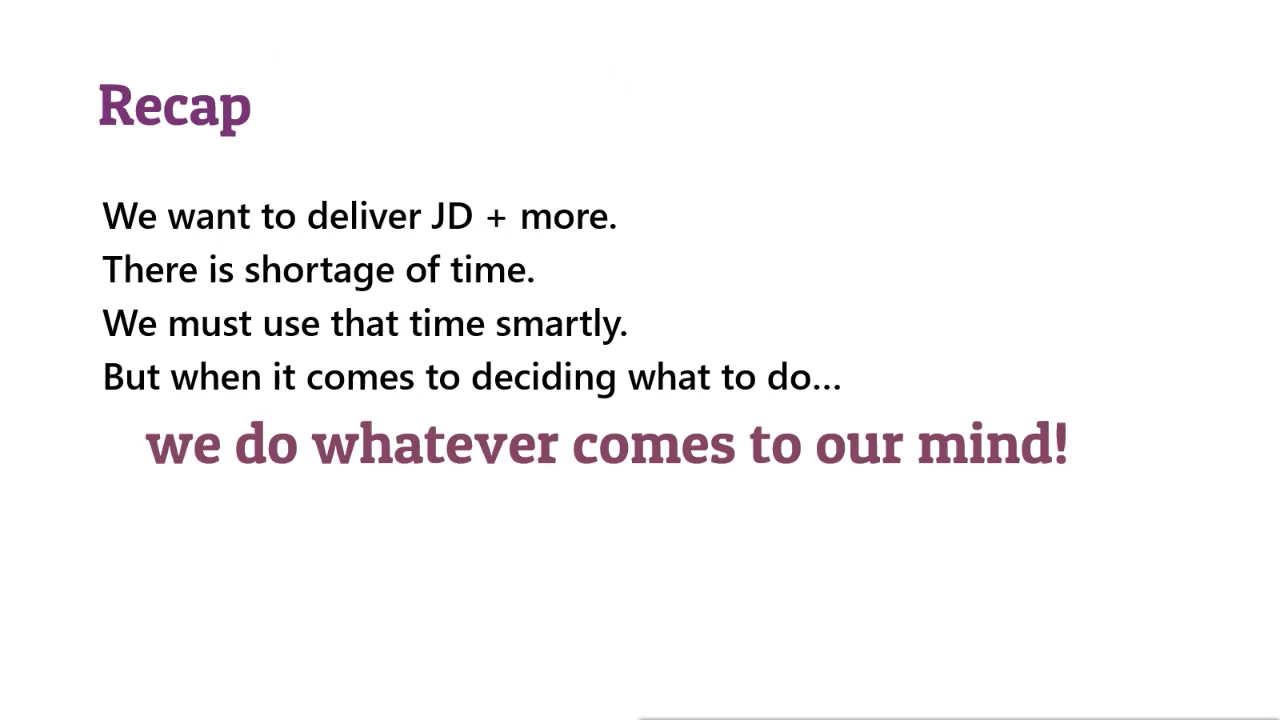 Recap
We want to deliver JD + more.
There is shortage of time.
We must use that time smartly.
But when it comes to deciding what to do...
we do whatever comes to our mind!